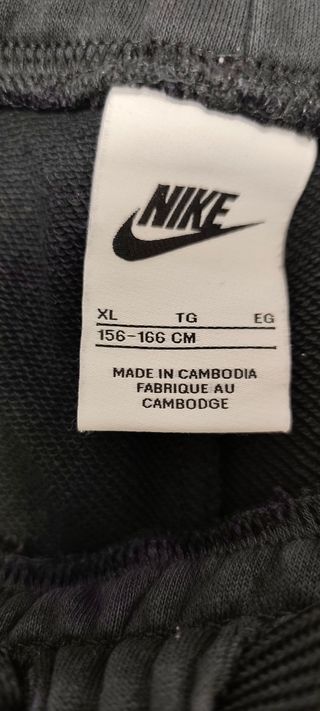 NIKE
XL TG EG
156-166 CM
MADE IN CAMBODIA
FABRIQUE AU
CAMBODGE